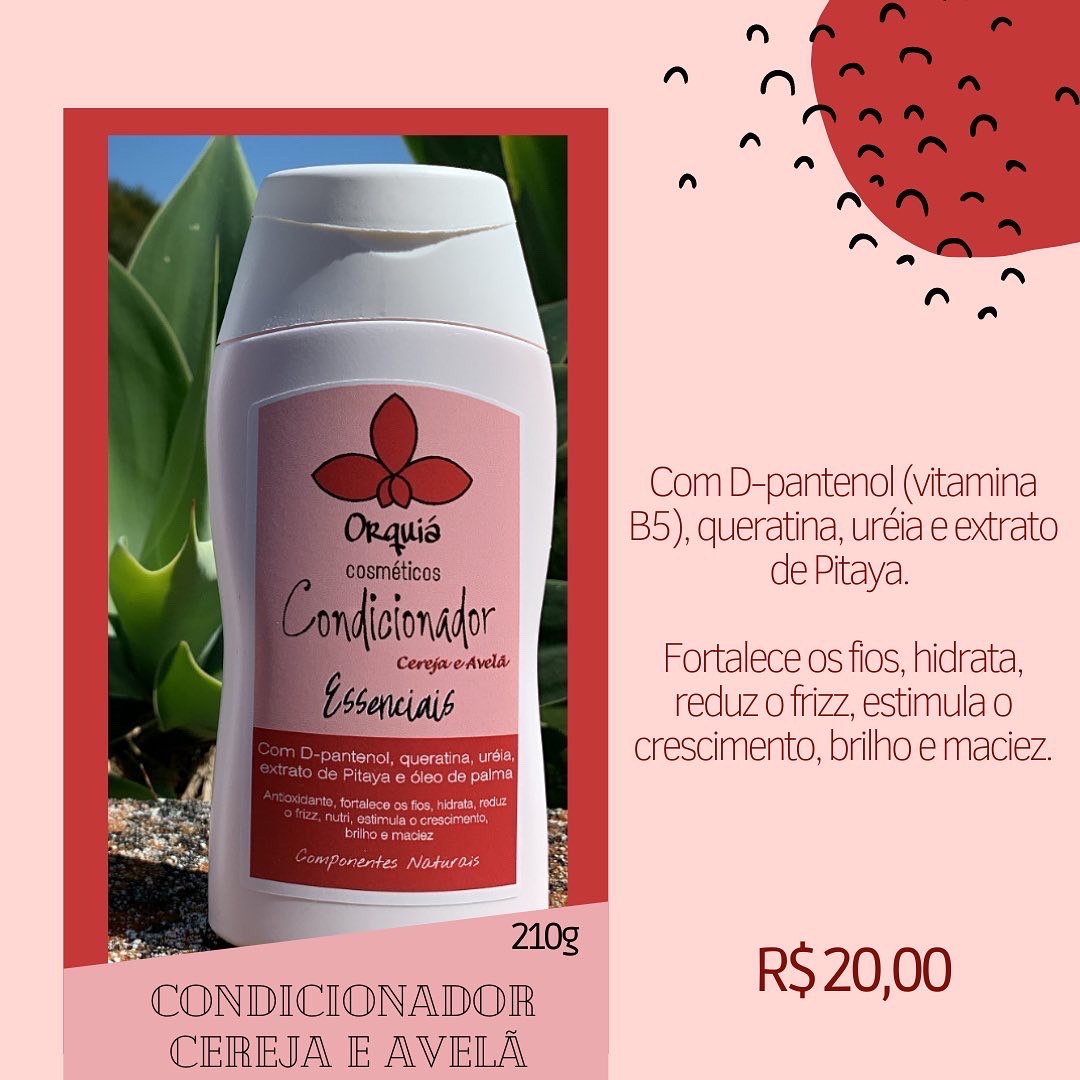 Orquiá
cosméticos
Condicionador
Cereja e Avelã
Essenciais
Com D-pantenol, queratina, uréia,
extrato de Pitaya e óleo de palma
Antioxidante, fortalece os fios, hidrata, reduz
o frizz, nutri, estimula o crescimento,
brilho e maciez
Componentes Naturais
210g
CONDICIONADOR
CEREJA E AVELÃ
Com D-pantenol (vitamina
B5), queratina, uréia e extrato
de Pitaya.
Fortalece os fios, hidrata,
reduz o frizz, estimula o
crescimento, brilho e maciez.
R$ 20,00